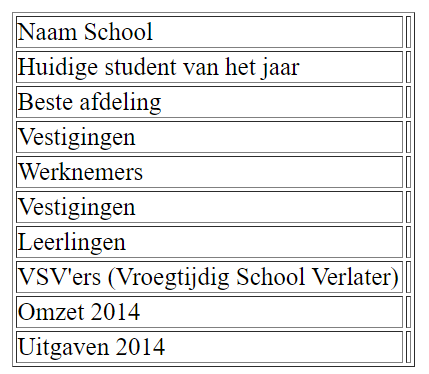 Naam School
Huidige student van het jaar
Beste afdeling
Vestigingen
Werknemers
Vestigingen
Leerlingen
VSV'ers (Vroegtijdig School Verlater)
Omzet 2014
Uitgaven 2014